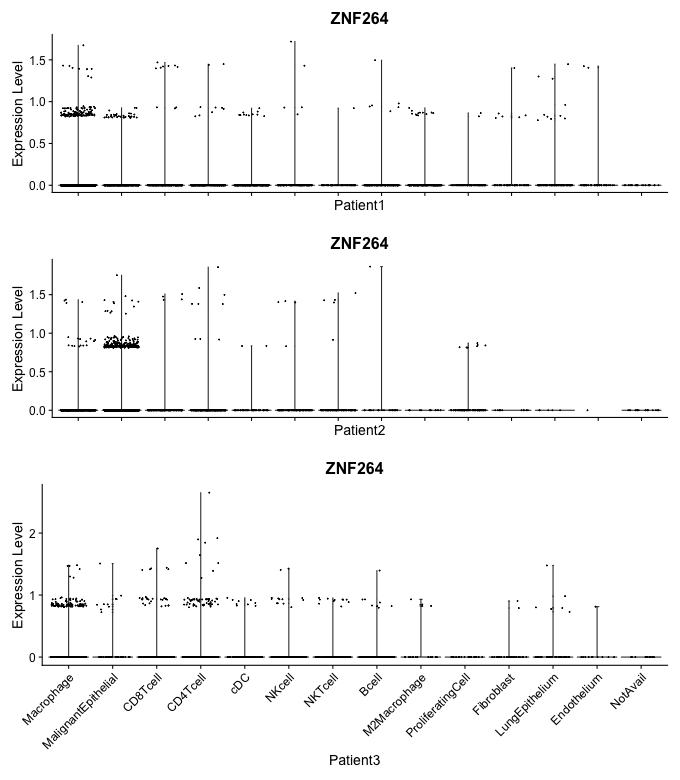 ZNF264
Expression Level
1.5
1.0
0.5
0.0
Patient1
ZNF264
Expression Level
1.5
1.0
0.5
0.0
Patient2
ZNF264
Expression Level
2
1
0
Macrophage
MalignantEpithelial
CD8Tcell
CD4Tcell
cDC
NKcell
NKTcell
Bcell
M2Macrophage
ProliferatingCell
Fibroblast
LungEpithelium
Endothelium
NotAvail
Patient3